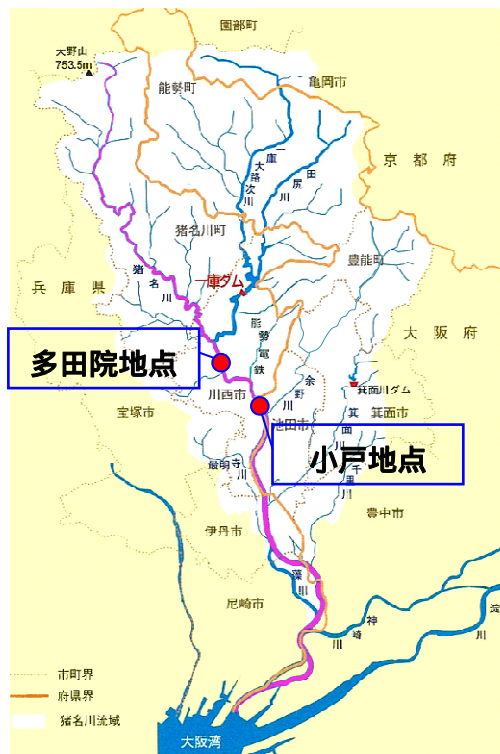 園部町
大野山
753.5m
能勢町
亀岡市
一庫
大路次川
田尻川
京都府
猪名川町
豊能町
猪名川
一庫ダム
兵庫県
大阪府
能勢電鉄
多田院地点
余野川
箕面川ダム
川西市
宝塚市
池田市
箕面市
箕面川
小戸地点
最明寺川
千里川
豊中市
伊丹市
藻川
尼崎市
神崎川
淀川
市町界
府県界
猪名川流域
大阪湾